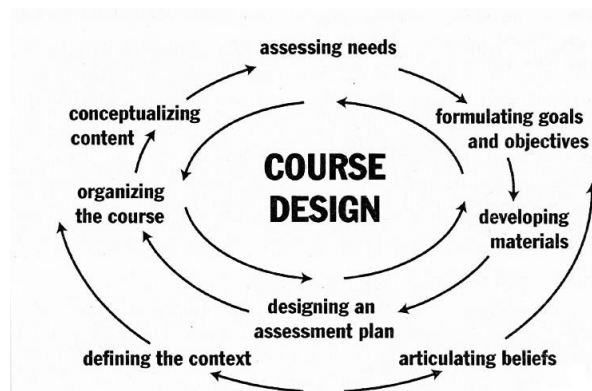 assessing needs
conceptualizing
content
formulating goals
and objectives
COURSE
DESIGN
organizing
the course
developing
materials
designing an
assessment plan
defining the context
articulating beliefs